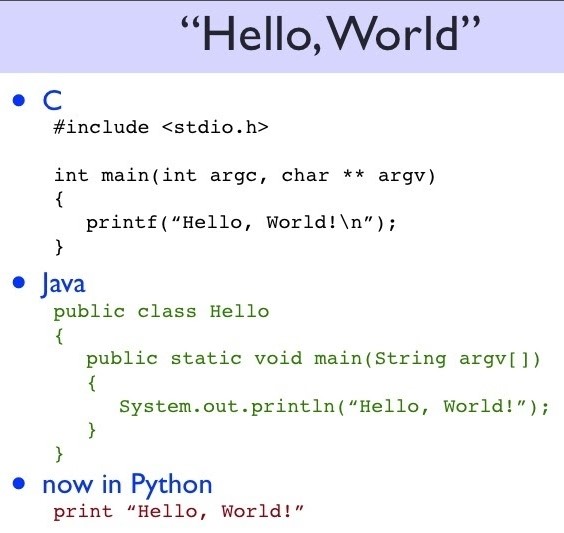 “Hello, World”
• C
#include <stdio.h>
int main(int argc, char ** argv)
{
printf(“Hello, World!\n”);
}
• Java
public class Hello
{
public static void main(String argv[])
{
System.out.println(“Hello, World!”);
}
}
• now in Python
print “Hello, World!”